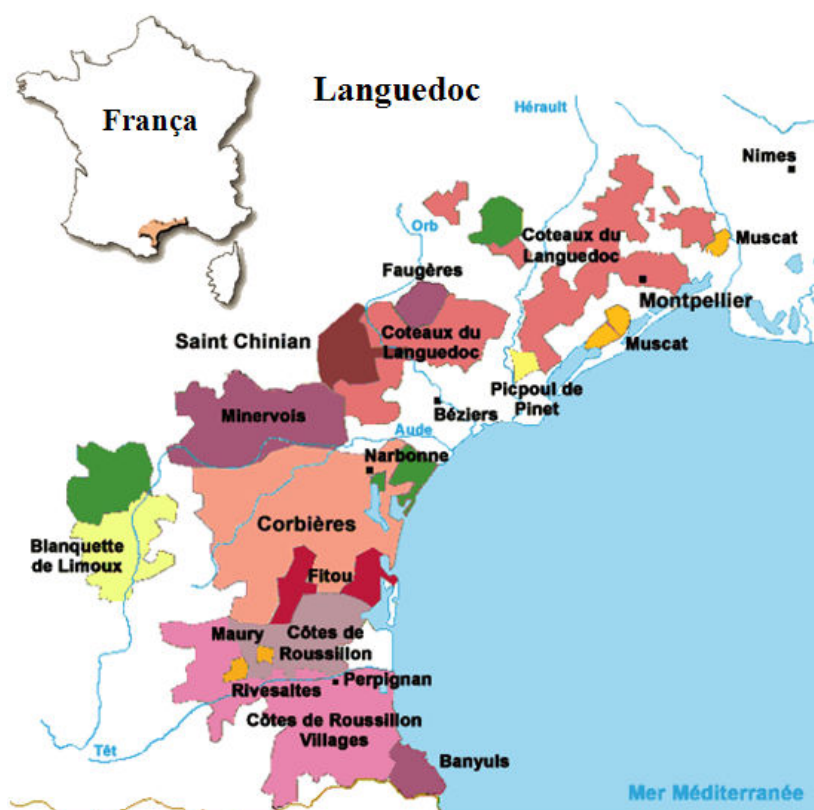 Languedoc
França
Hérault
Nimes
Orb
Coteaux du
Languedoc
Muscat
Faugères
Montpellier
Saint Chinian
Coteaux du
Languedoc
Muscat
Picpoul de
Pinet
Minervois
Béziers
Aude
Narbonne
Corbières
Blanquette
de Limoux
Fitou
Maury
Côtes de
Roussillon
Rivesaltes
Perpignan
Côtes de Roussillon
Villages
Têt
Banyuls
Mer Méditerranée